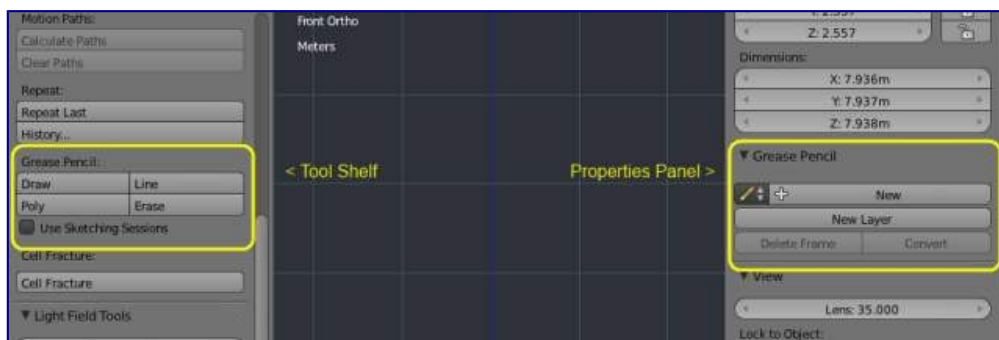 Motion Paths:
Calculate Paths
Clear Paths
Repeat:
Repeat Last
History...
Grease Pencil:
Draw Line
Poly Erase
Use Sketching Sessions
Cell Fracture:
Cell Fracture
▼ Light Field Tools
Front Ortho
Meters
< Tool Shelf
Properties Panel >
Z: 2.557
Dimensions:
X: 7.936m
Y: 7.937m
Z: 7.938m
▼ Grease Pencil
New
New Layer
Delete Frame Convert
▼ View
Lens: 35.000
Lock to Object: